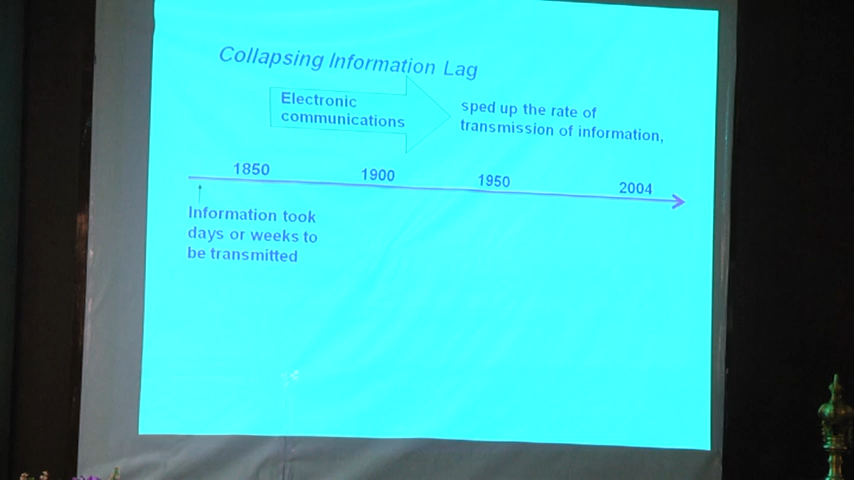 Collapsing Information Lag
Electronic
communications
sped up the rate of
transmission of information,
1850
1900
1950
2004
Information took
days or weeks to
be transmitted